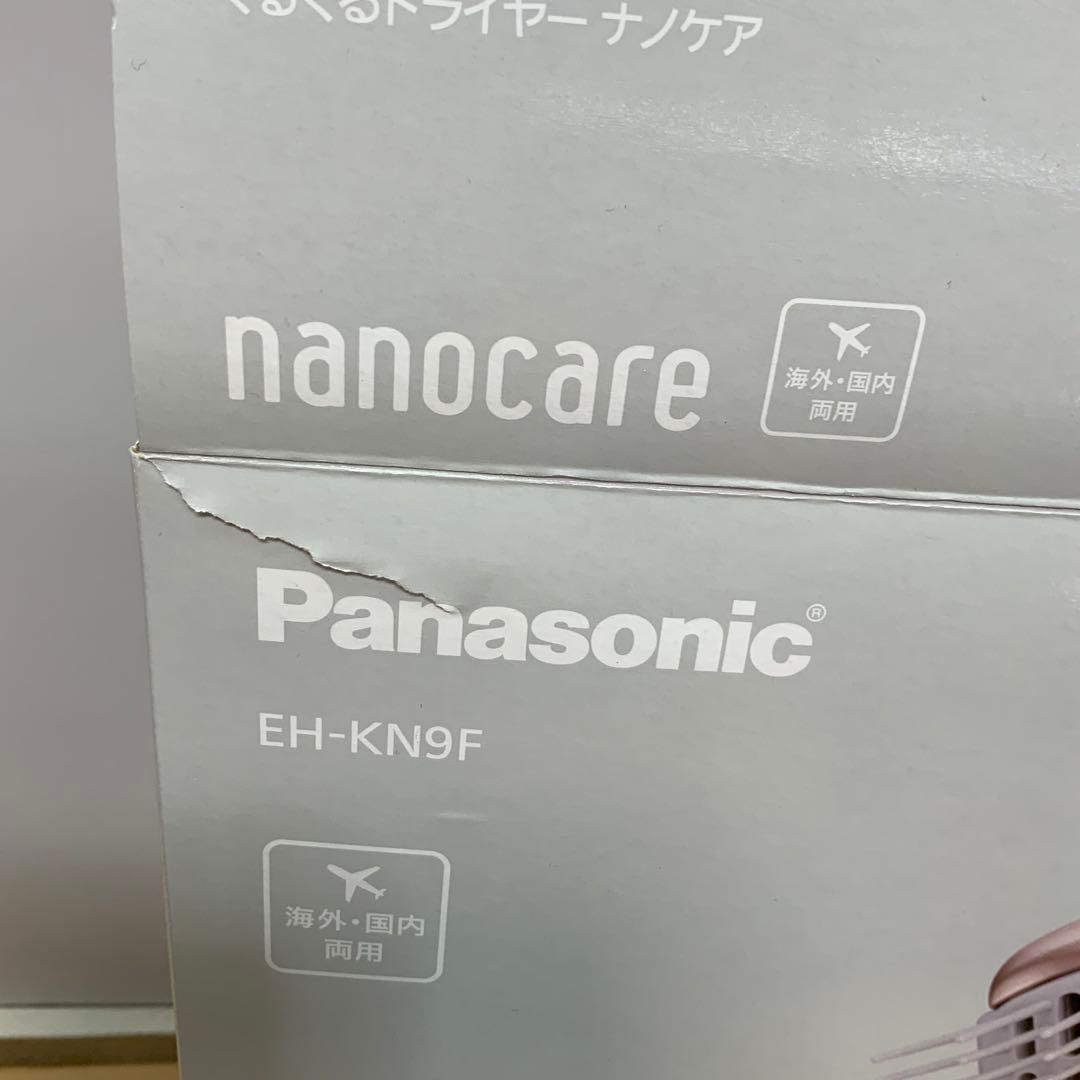 くるくるドライヤー ナノケア
nanocare
海外・国内
両用
Panasonic®
EH-KN9F
海外・国内
両用